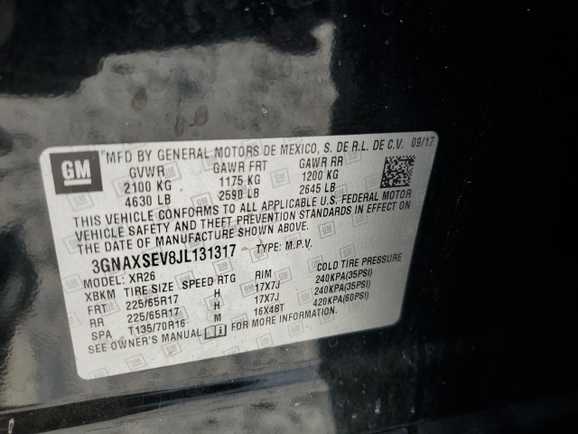 GM
MFD BY GENERAL MOTORS DE MEXICO, S. DE R.L. DE C.V. 09/17
GVWR GAWR FRT GAWR RR
2100 KG 1175 KG 1200 KG
4630 LB 2590 LB 2645 LB
THIS VEHICLE CONFORMS TO ALL APPLICABLE U.S. FEDERAL MOTOR
VEHICLE SAFETY AND THEFT PREVENTION STANDARDS IN EFFECT ON
THE DATE OF MANUFACTURE SHOWN ABOVE.
3GNAXSEV8JL131317 TYPE: M.P.V.
MODEL: XR26
XBKM TIRE SIZE SPEED RTG RIM COLD TIRE PRESSURE
FRT 225/65R17 H 17X7J 240KPA(35PSI)
RR 225/65R17 H 17X7J 240KPA(35PSI)
SPA T135/70R16 M 16X4BT 420KPA(60PSI)
SEE OWNER'S MANUAL FOR MORE INFORMATION.